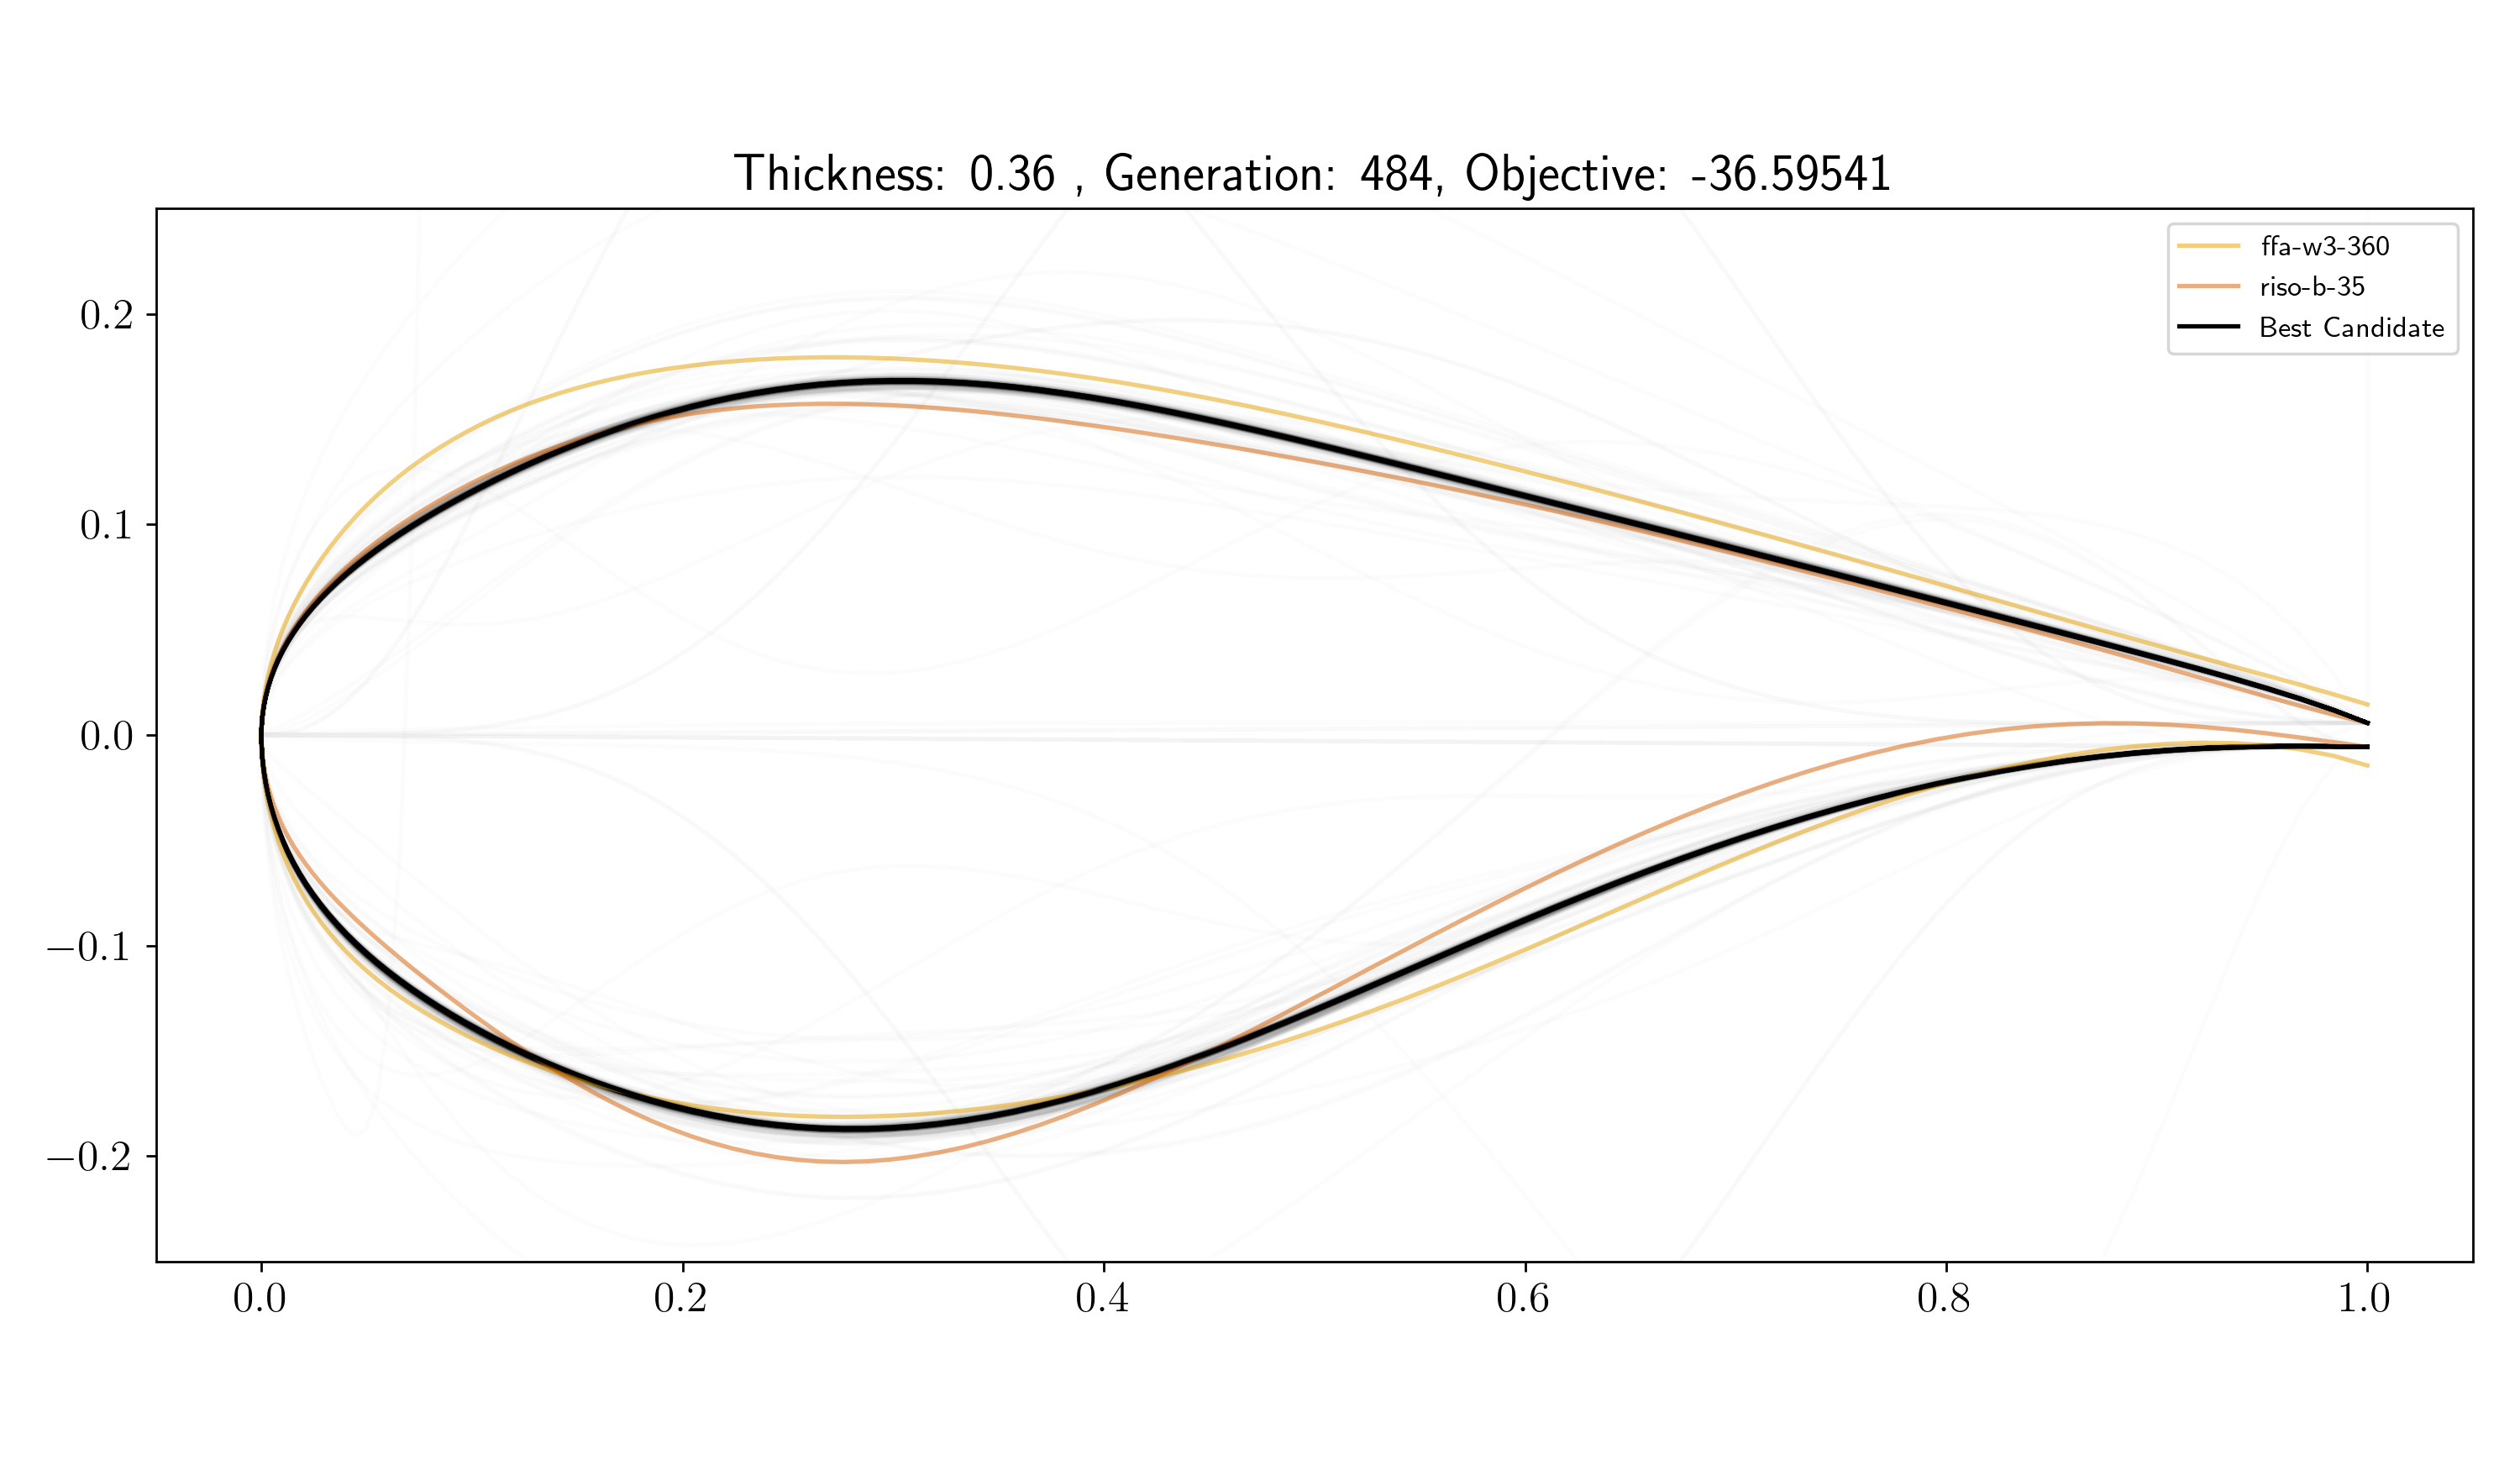 Thickness: 0.36 , Generation: 484, Objective: -36.59541
ffa-w3-360
riso-b-35
Best Candidate
0.2
0.1
0.0
−0.1
−0.2
0.0 0.2 0.4 0.6 0.8 1.0